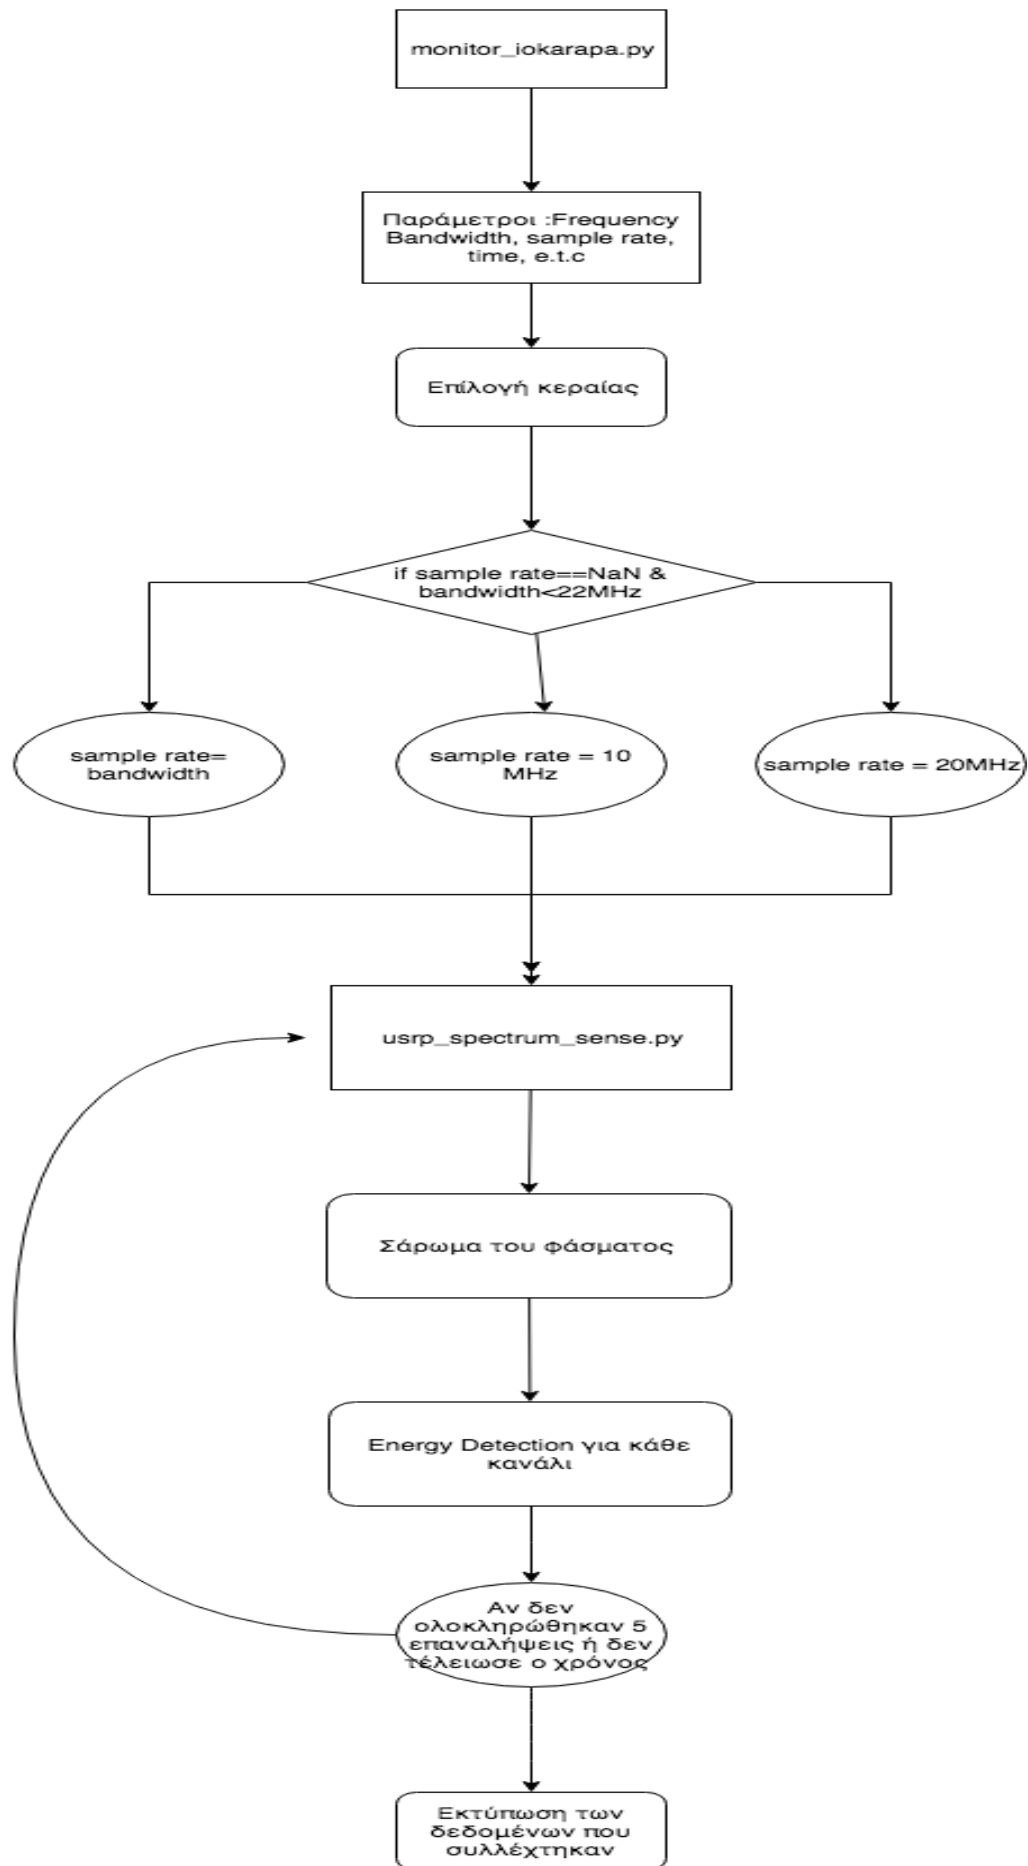 monitor_iokarapa.py
Παράμετροι :Frequency
Bandwidth, sample rate,
time, e.t.c
Επίλογή κεραίας
if sample rate==NaN &
bandwidth<22MHz
sample rate=
bandwidth
sample rate = 10
MHz
sample rate = 20MHz
usrp_spectrum_sense.py
Σάρωμα του φάσματος
Energy Detection για κάθε
κανάλι
Αν δεν
ολοκληρώθηκαν 5
επαναλήψεις ή δεν
τέλειωσε ο χρόνος
Εκτύπωση των
δεδομένων που
συλλέχτηκαν